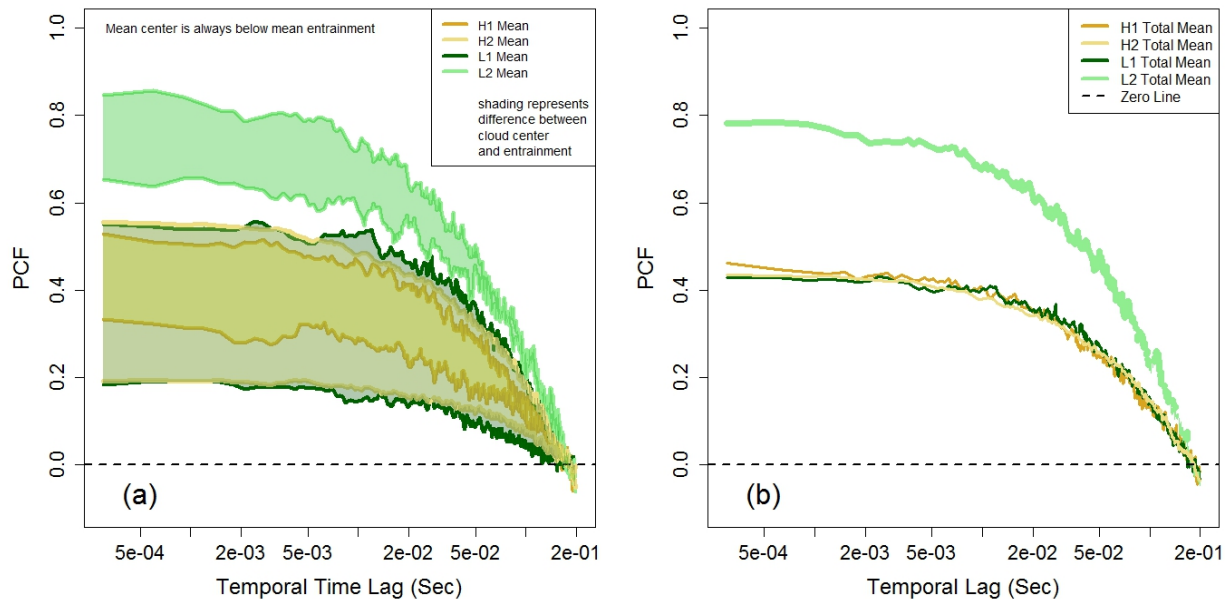 Mean center is always below mean entrainment
H1 Mean
H2 Mean
L1 Mean
L2 Mean
shading represents
difference between
cloud center
and entrainment
PCF
1.0
0.8
0.6
0.4
0.2
0.0
(a)
5e-04
2e-03
5e-03
2e-02
5e-02
2e-01
Temporal Time Lag (Sec)
H1 Total Mean
H2 Total Mean
L1 Total Mean
L2 Total Mean
Zero Line
PCF
1.0
0.8
0.6
0.4
0.2
0.0
(b)
5e-04
2e-03
5e-03
2e-02
5e-02
2e-01
Temporal Lag (Sec)